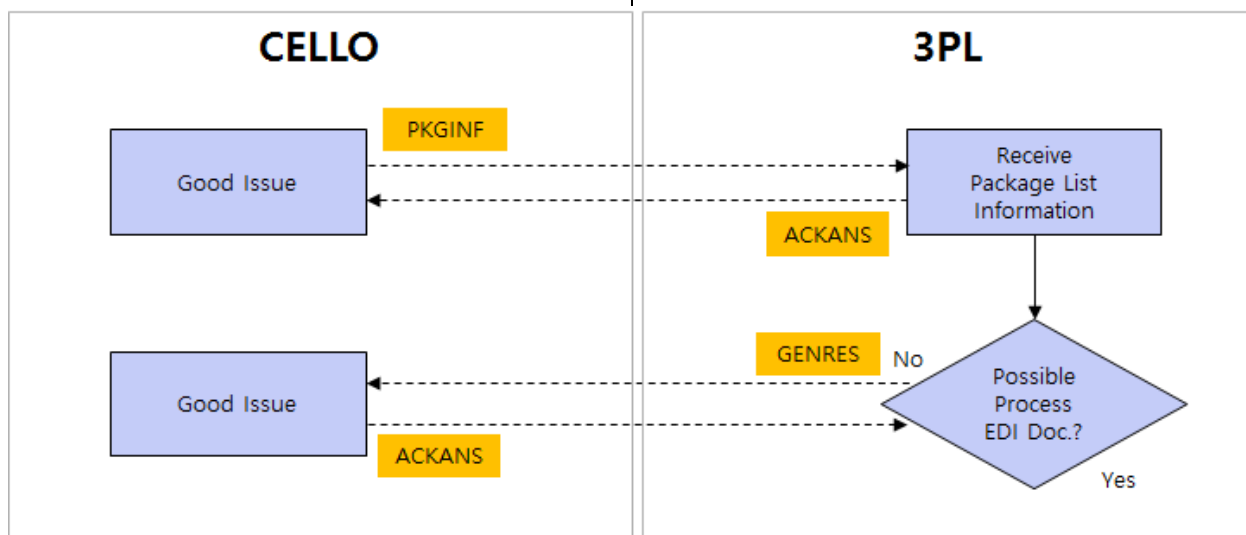 CELLO
3PL
PKGINF
Good Issue
Receive
Package List
Information
ACKANS
GENRES
No
Good Issue
Possible
Process
EDI Doc.?
ACKANS
Yes